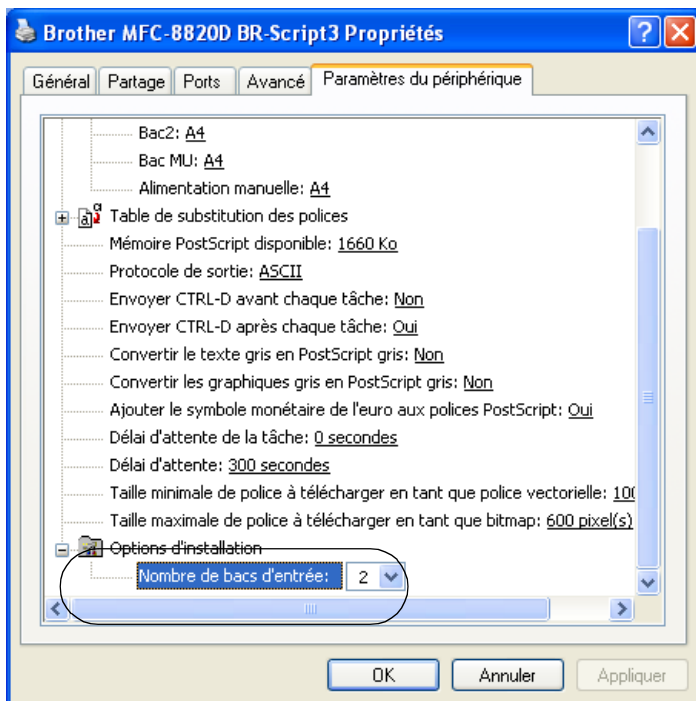 Brother MFC-8820D BR-Script3 Propriétés
Général Partage Ports Avancé Paramètres du périphérique
Bac2: A4
Bac MU: A4
Alimentation manuelle: A4
Table de substitution des polices
Mémoire PostScript disponible: 1660 Ko
Protocole de sortie: ASCII
Envoyer CTRL-D avant chaque tâche: Non
Envoyer CTRL-D après chaque tâche: Oui
Convertir le texte gris en PostScript gris: Non
Convertir les graphiques gris en PostScript gris: Non
Ajouter le symbole monétaire de l'euro aux polices PostScript: Oui
Délai d'attente de la tâche: 0 secondes
Délai d'attente: 300 secondes
Taille minimale de police à télécharger en tant que police vectorielle:
Taille maximale de police à télécharger en tant que bitmap: 600 pixel(s)
Options d'installation
Nombre de bacs d'entrée: 2
OK Annuler Appliquer